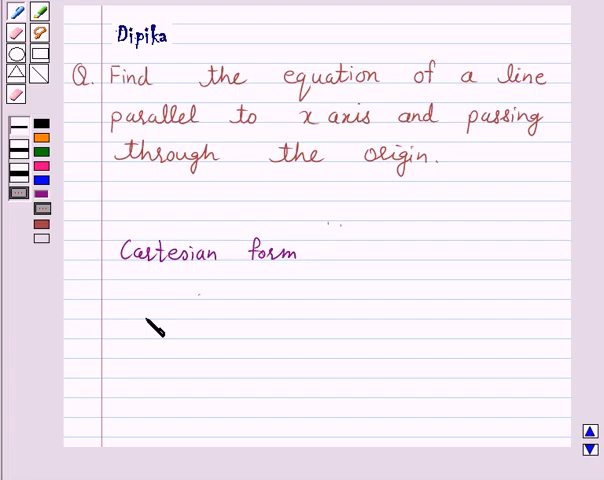 Dipika
Q. Find the equation of a line
parallel to x axis and passing
through the origin.
Cartesian form